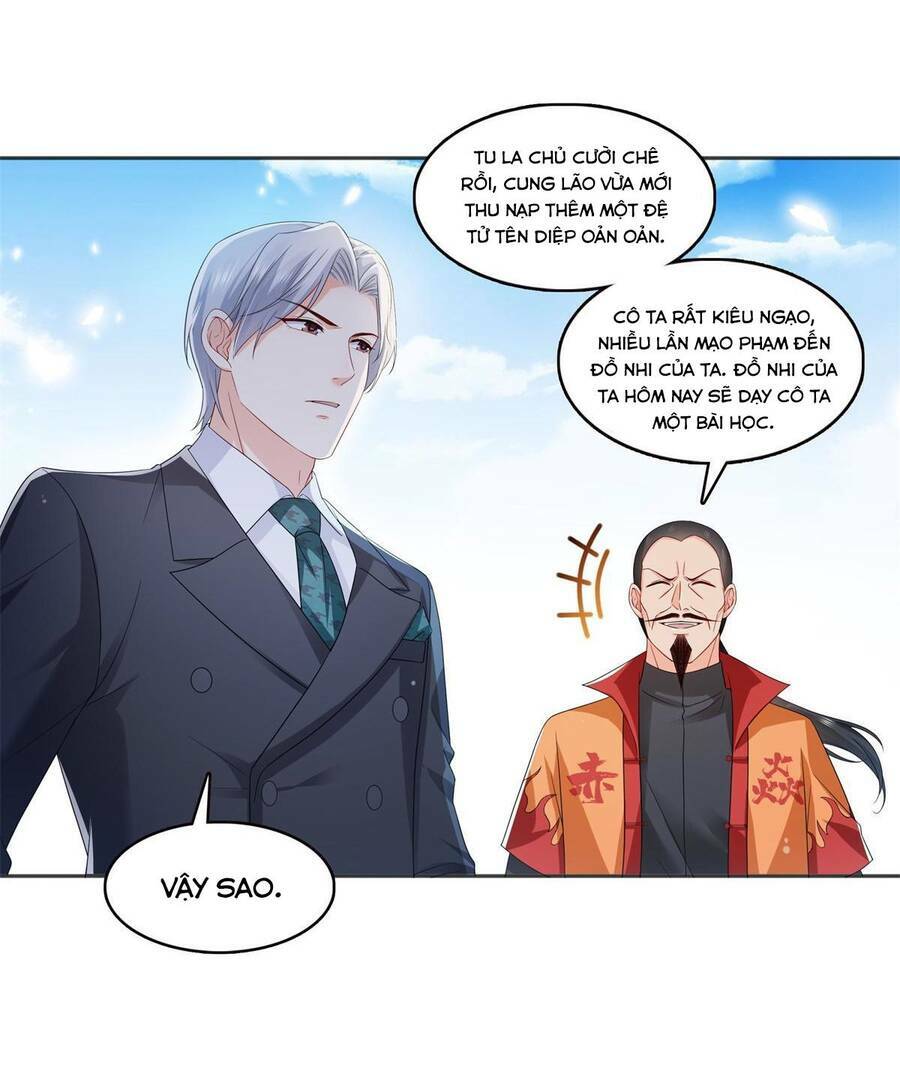 TU LA CHỦ CƯỜI CHÊ
RỒI, CUNG LÃO VỪA MỚI
THU NẠP THÊM MỘT ĐỆ
TỬ TÊN DIỆP OẢN OẢN.
CÔ TA RẤT KIÊU NGẠO,
NHIỀU LẦN MẠO PHẠM ĐẾN
ĐỒ NHI CỦA TA. ĐỒ NHI CỦA
TA HÔM NAY SẼ DẠY CÔ TA
MỘT BÀI HỌC.
赤 焱
VẬY SAO.